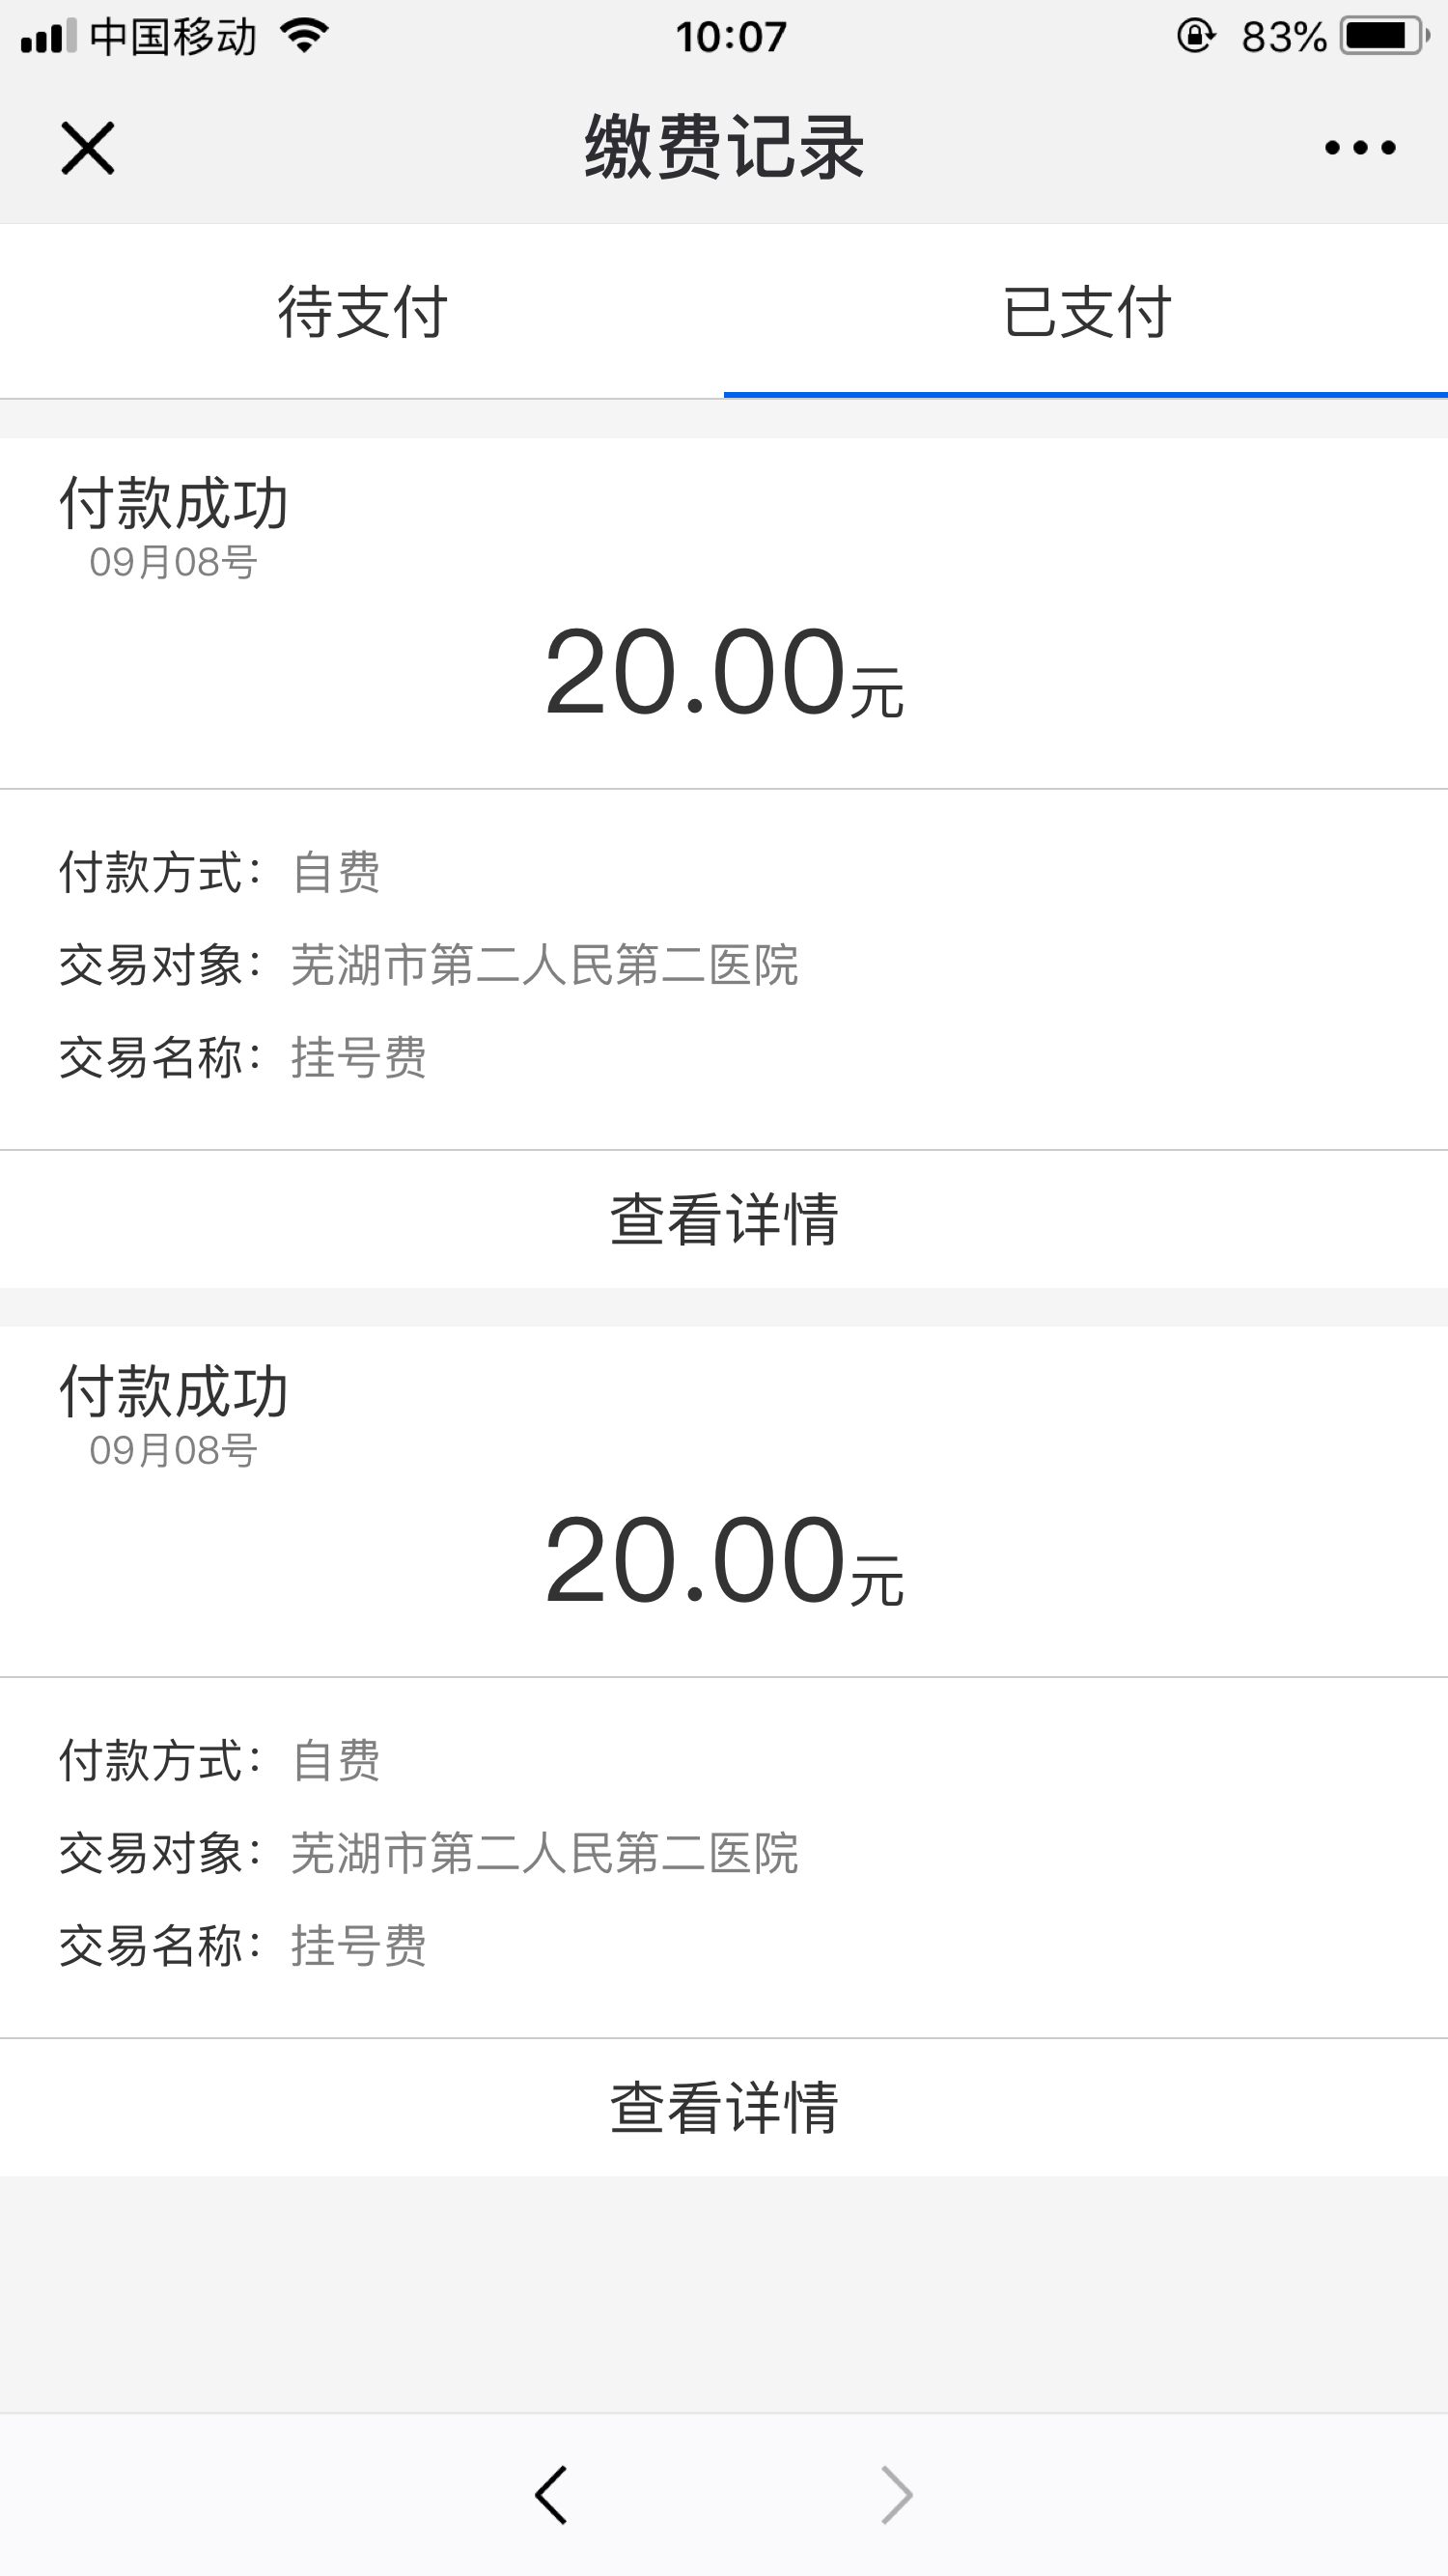 中国移动 10:07 83%
缴费记录
待支付 已支付
付款成功
09月08号
20.00元
付款方式： 自费
交易对象： 芜湖市第二人民第二医院
交易名称： 挂号费
查看详情
付款成功
09月08号
20.00元
付款方式： 自费
交易对象： 芜湖市第二人民第二医院
交易名称： 挂号费
查看详情